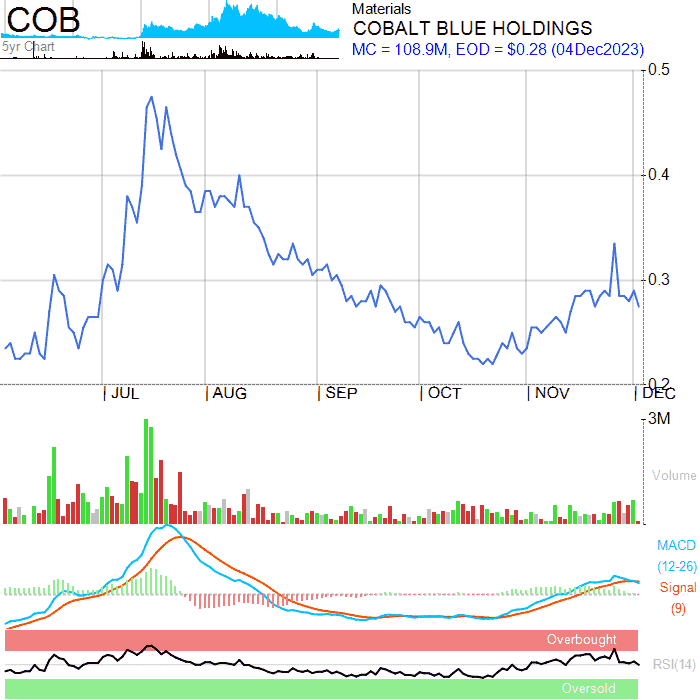 COB
5yr Chart
Materials
COBALT BLUE HOLDINGS
MC = 108.9M, EOD = $0.28 (04Dec2023)
0.5
0.4
0.3
0.2
| JUL | AUG | SEP | OCT | NOV | DEC
3M
Volume
MACD
(12-26)
Signal
(9)
Overbought
RSI(14)
Oversold